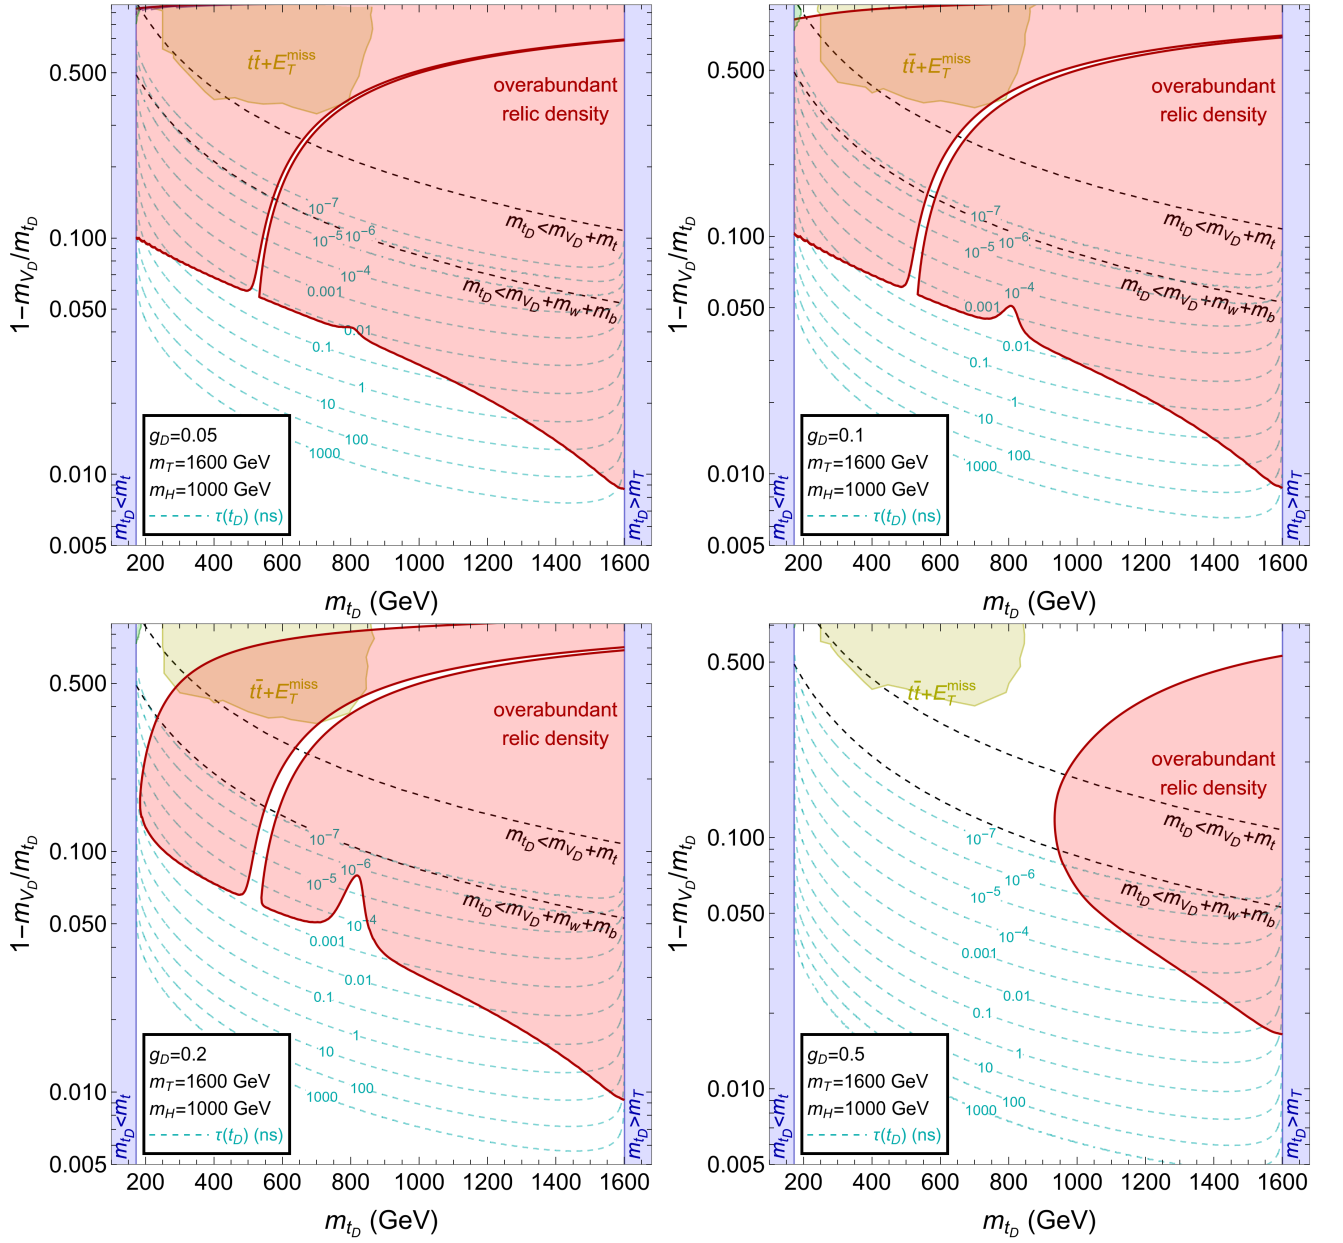 t t̄+E_T^miss
overabundant
relic density
m_{t_D}<m_{V_D}+m_t
m_{t_D}<m_{V_D}+m_w+m_b
10^-7
10^-5 10^-6
10^-4
0.001
0.01
0.1
1
10
100
1000
g_D=0.05
m_T=1600 GeV
m_H=1000 GeV
τ(t_D) (ns)
m_{t_D}<m_t
m_{t_D}>m_T
0.500
0.100
0.050
0.010
0.005
1-m_{V_D}/m_{t_D}
200 400 600 800 1000 1200 1400 1600
m_{t_D} (GeV)
t t̄+E_T^miss
overabundant
relic density
m_{t_D}<m_{V_D}+m_t
m_{t_D}<m_{V_D}+m_w+m_b
10^-7
10^-5 10^-6
10^-4
0.001
0.01
0.1
1
10
100
1000
g_D=0.1
m_T=1600 GeV
m_H=1000 GeV
τ(t_D) (ns)
m_{t_D}<m_t
m_{t_D}>m_T
0.500
0.100
0.050
0.010
0.005
1-m_{V_D}/m_{t_D}
200 400 600 800 1000 1200 1400 1600
m_{t_D} (GeV)
t t̄+E_T^miss
overabundant
relic density
m_{t_D}<m_{V_D}+m_t
m_{t_D}<m_{V_D}+m_w+m_b
10^-7
10^-6
10^-5
10^-4
0.001
0.01
0.1
1
10
100
1000
g_D=0.2
m_T=1600 GeV
m_H=1000 GeV
τ(t_D) (ns)
m_{t_D}<m_t
m_{t_D}>m_T
0.500
0.100
0.050
0.010
0.005
1-m_{V_D}/m_{t_D}
200 400 600 800 1000 1200 1400 1600
m_{t_D} (GeV)
t t̄+E_T^miss
overabundant
relic density
m_{t_D}<m_{V_D}+m_t
m_{t_D}<m_{V_D}+m_w+m_b
10^-7
10^-6
10^-5
10^-4
0.001
0.01
0.1
1
10
100
1000
g_D=0.5
m_T=1600 GeV
m_H=1000 GeV
τ(t_D) (ns)
m_{t_D}<m_t
m_{t_D}>m_T
0.500
0.100
0.050
0.010
0.005
1-m_{V_D}/m_{t_D}
200 400 600 800 1000 1200 1400 1600
m_{t_D} (GeV)